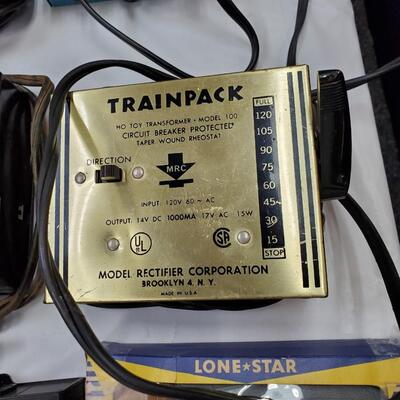 TRAINPACK
HO TOY TRANSFORMER • MODEL 100
CIRCUIT BREAKER PROTECTED
TAPER WOUND RHEOSTAT
DIRECTION
MRC
INPUT: 120V 60~AC
OUTPUT: 14V DC 1000MA 17V AC 15W
UL
SA
MODEL RECTIFIER CORPORATION
BROOKLYN 4, N.Y.
MADE IN U.S.A.
FULL
120
105
90
75
60
45
30
15
STOP
LONE★STAR